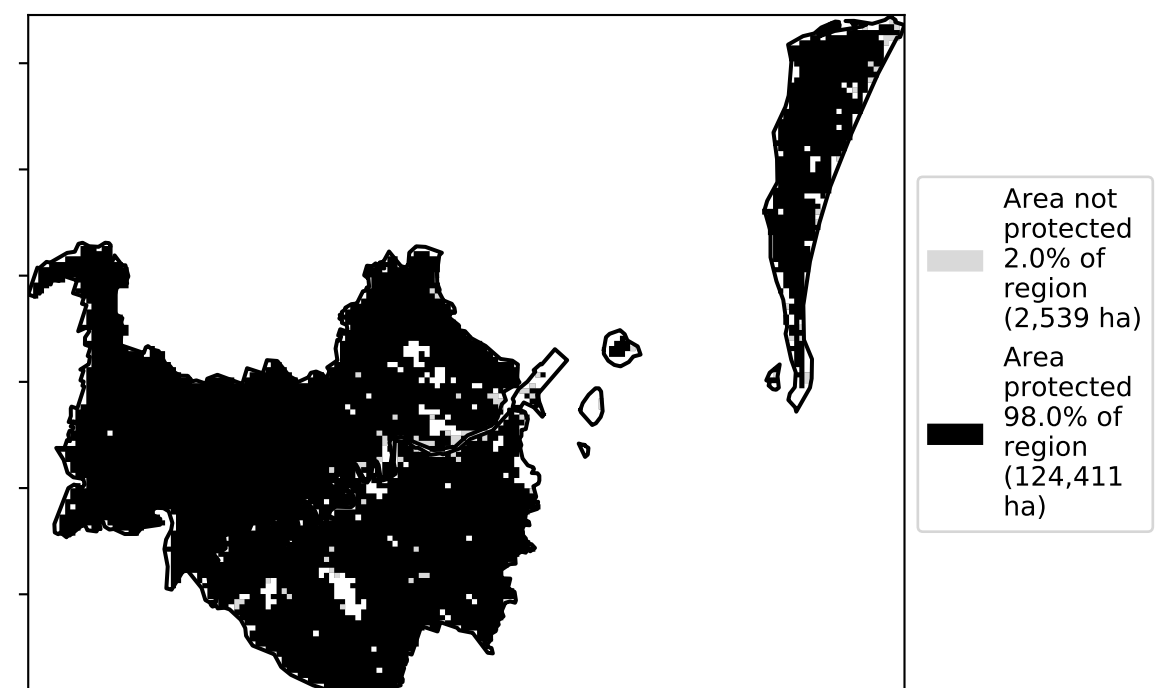 Area not
protected
2.0% of
region
(2,539 ha)
Area
protected
98.0% of
region
(124,411
ha)